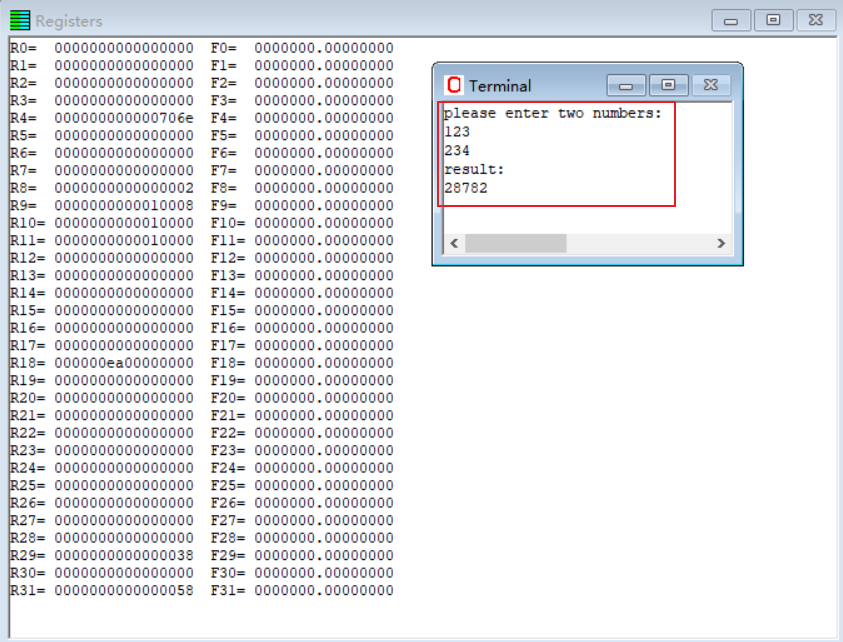 Registers
R0= 0000000000000000 F0= 0000000.00000000
R1= 0000000000000000 F1= 0000000.00000000
R2= 0000000000000000 F2= 0000000.00000000
R3= 0000000000000000 F3= 0000000.00000000
R4= 000000000000706e F4= 0000000.00000000
R5= 0000000000000000 F5= 0000000.00000000
R6= 0000000000000000 F6= 0000000.00000000
R7= 0000000000000000 F7= 0000000.00000000
R8= 0000000000000002 F8= 0000000.00000000
R9= 0000000000010008 F9= 0000000.00000000
R10= 0000000000010000 F10= 0000000.00000000
R11= 0000000000010000 F11= 0000000.00000000
R12= 0000000000000000 F12= 0000000.00000000
R13= 0000000000000000 F13= 0000000.00000000
R14= 0000000000000000 F14= 0000000.00000000
R15= 0000000000000000 F15= 0000000.00000000
R16= 0000000000000000 F16= 0000000.00000000
R17= 0000000000000000 F17= 0000000.00000000
R18= 000000ea00000000 F18= 0000000.00000000
R19= 0000000000000000 F19= 0000000.00000000
R20= 0000000000000000 F20= 0000000.00000000
R21= 0000000000000000 F21= 0000000.00000000
R22= 0000000000000000 F22= 0000000.00000000
R23= 0000000000000000 F23= 0000000.00000000
R24= 0000000000000000 F24= 0000000.00000000
R25= 0000000000000000 F25= 0000000.00000000
R26= 0000000000000000 F26= 0000000.00000000
R27= 0000000000000000 F27= 0000000.00000000
R28= 0000000000000000 F28= 0000000.00000000
R29= 0000000000000038 F29= 0000000.00000000
R30= 0000000000000000 F30= 0000000.00000000
R31= 0000000000000058 F31= 0000000.00000000
Terminal
please enter two numbers:
123
234
result:
28782